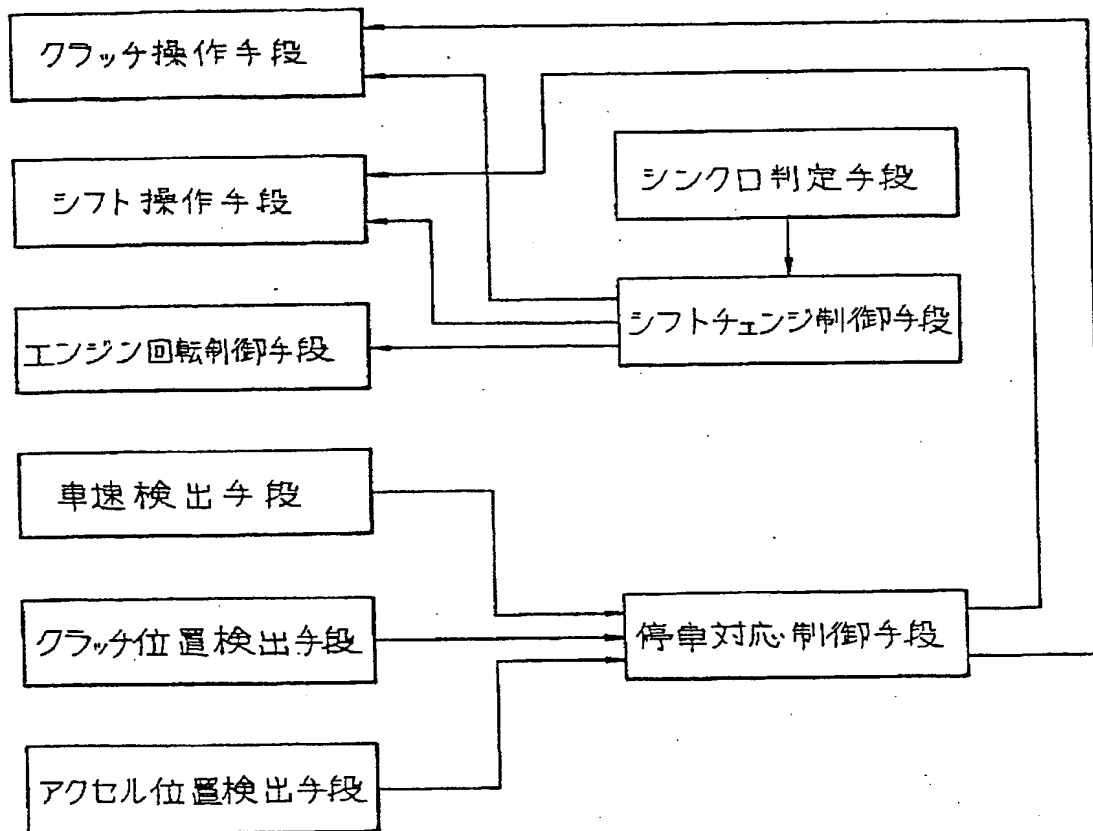 クラッチ操作手段
シフト操作手段
シンクロ判定手段
シフトチェンジ制御手段
エンジン回転制御手段
車速検出手段
クラッチ位置検出手段
停車対応制御手段
アクセル位置検出手段